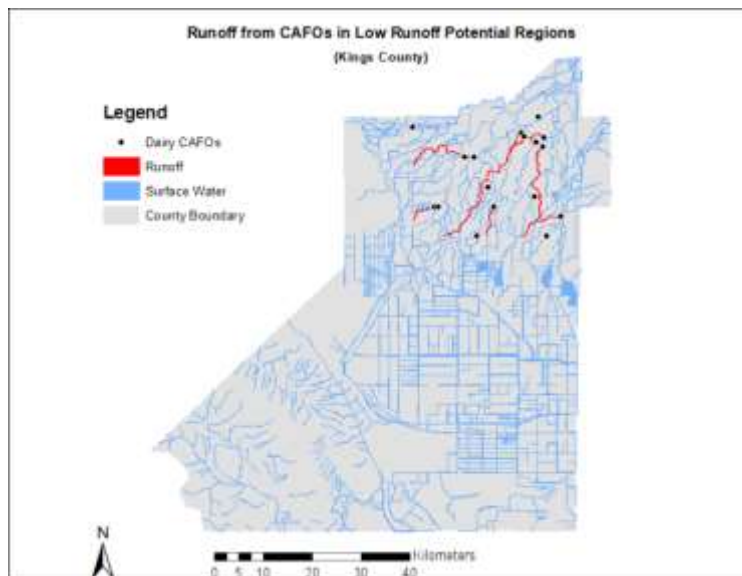 Runoff from CAFOs in Low Runoff Potential Regions
(Kings County)
Legend
Dairy CAFOs
Runoff
Surface Water
County Boundary
N
Kilometers
0 5 10 20 30 40